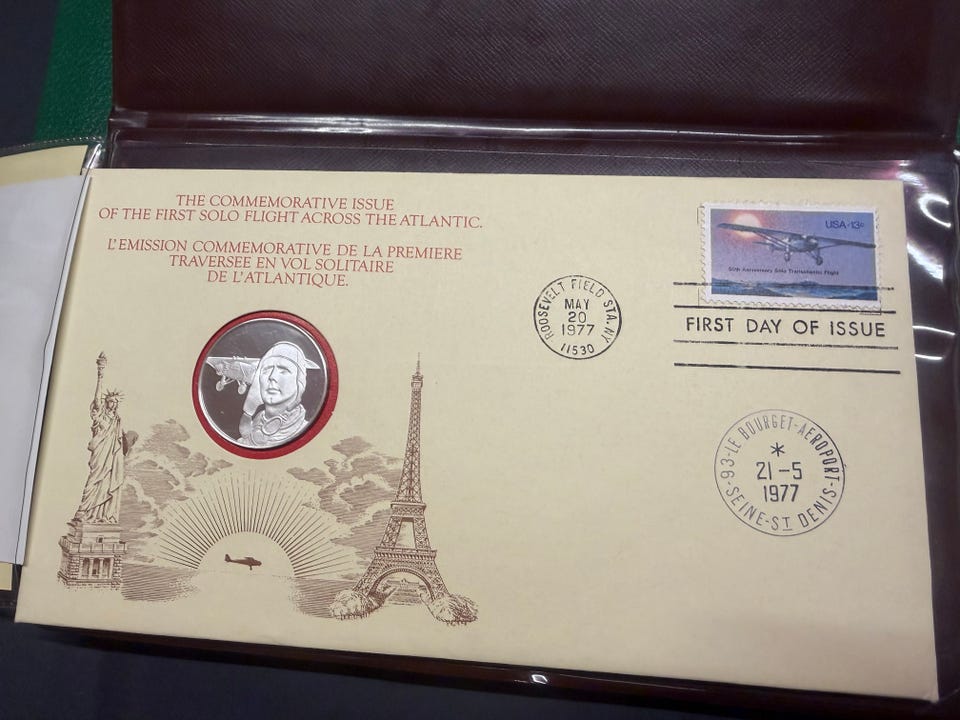 THE COMMEMORATIVE ISSUE
OF THE FIRST SOLO FLIGHT ACROSS THE ATLANTIC.
L'EMISSION COMMEMORATIVE DE LA PREMIERE
TRAVERSEE EN VOL SOLITAIRE
DE L'ATLANTIQUE.
USA 13c
50th Anniversary Solo Transatlantic Flight
ROOSEVELT FIELD STA. NY
MAY
20
1977
11530
FIRST DAY OF ISSUE
93-LE BOURGET-AEROPORT-
*
21-5
1977
SEINE-ST DENIS-